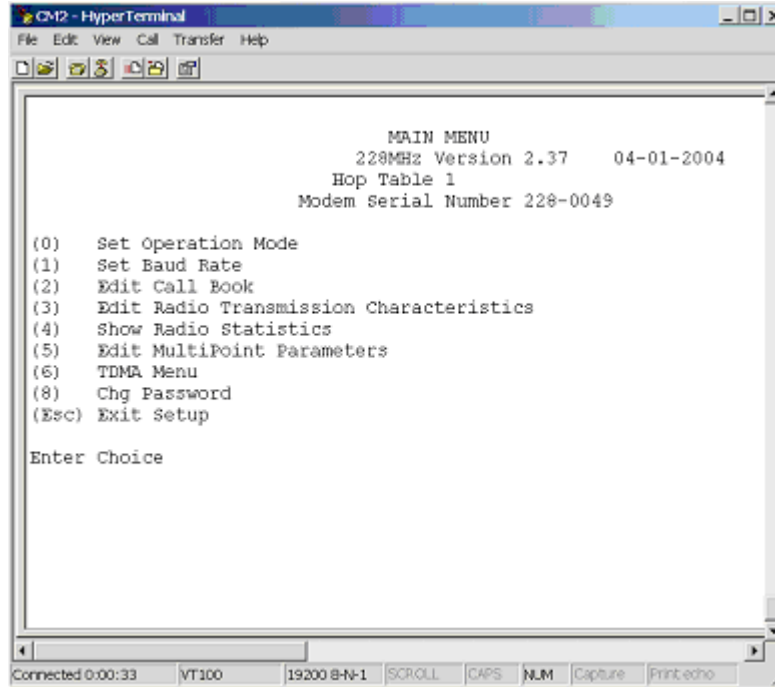 CM2 - HyperTerminal
File Edit View Call Transfer Help
MAIN MENU
228MHz Version 2.37 04-01-2004
Hop Table 1
Modem Serial Number 228-0049
(0) Set Operation Mode
(1) Set Baud Rate
(2) Edit Call Book
(3) Edit Radio Transmission Characteristics
(4) Show Radio Statistics
(5) Edit MultiPoint Parameters
(6) TDMA Menu
(8) Chg Password
(Esc) Exit Setup
Enter Choice
Connected 0:00:33 VT100 19200 8-N-1 SCROLL CAPS NUM Capture Print echo